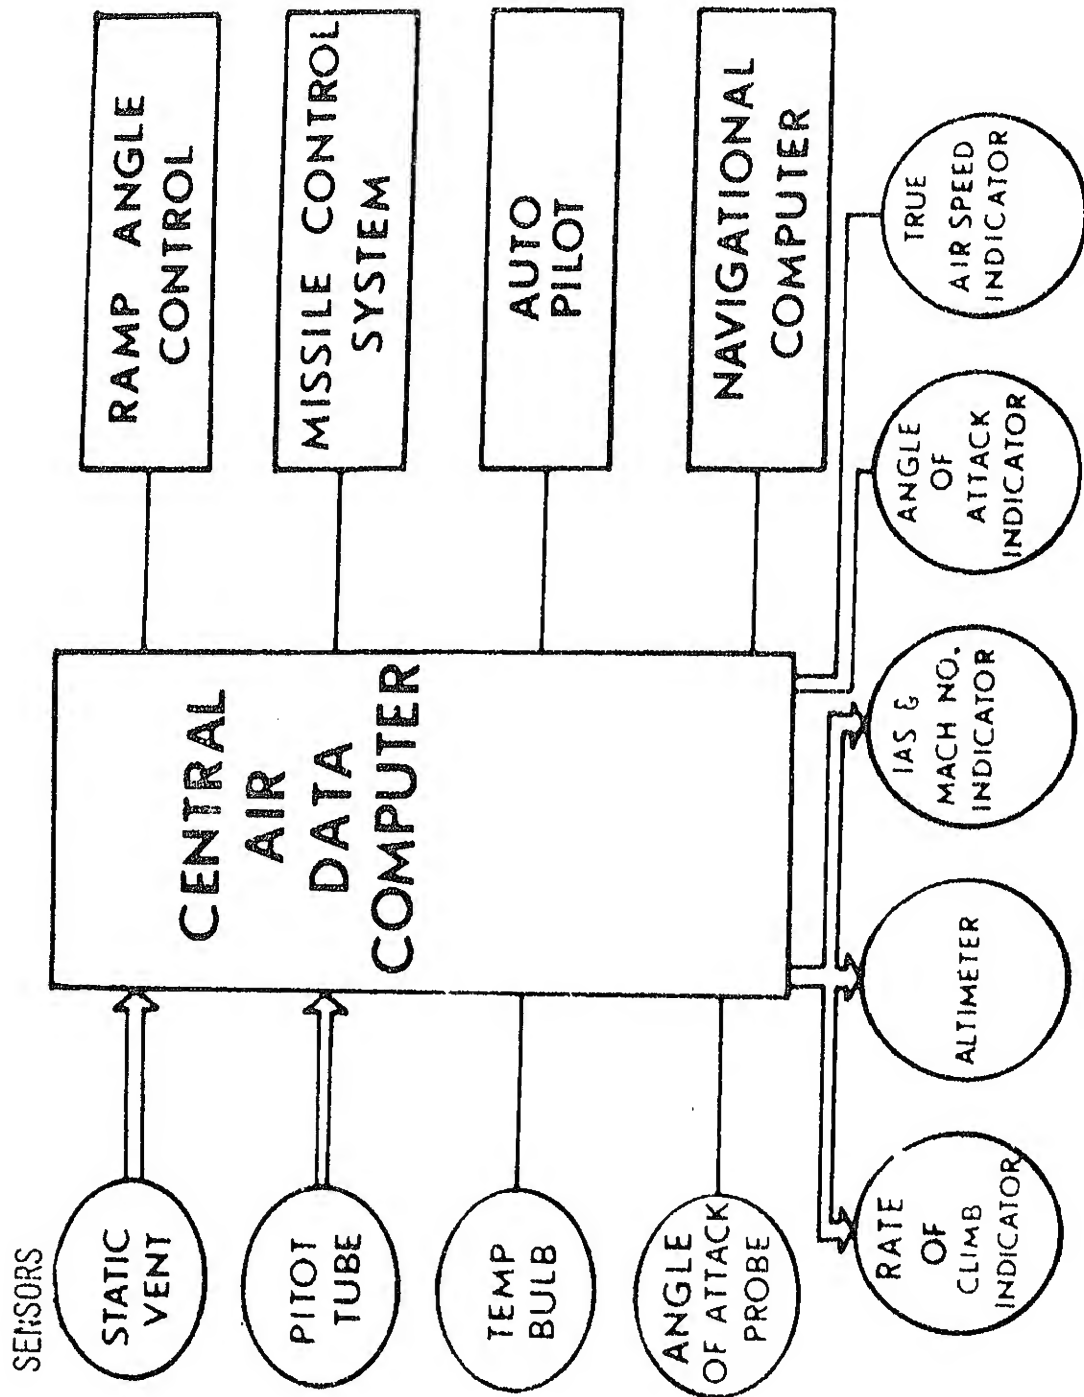 SENSORS
STATIC
VENT
PITOT
TUBE
TEMP
BULB
ANGLE
OF ATTACK
PROBE
CENTRAL
AIR
DATA
COMPUTER
RAMP ANGLE
CONTROL
MISSILE CONTROL
SYSTEM
AUTO
PILOT
NAVIGATIONAL
COMPUTER
RATE
OF
CLIMB
INDICATOR
ALTIMETER
IAS &
MACH NO.
INDICATOR
ANGLE
OF
ATTACK
INDICATOR
TRUE
AIR SPEED
INDICATOR